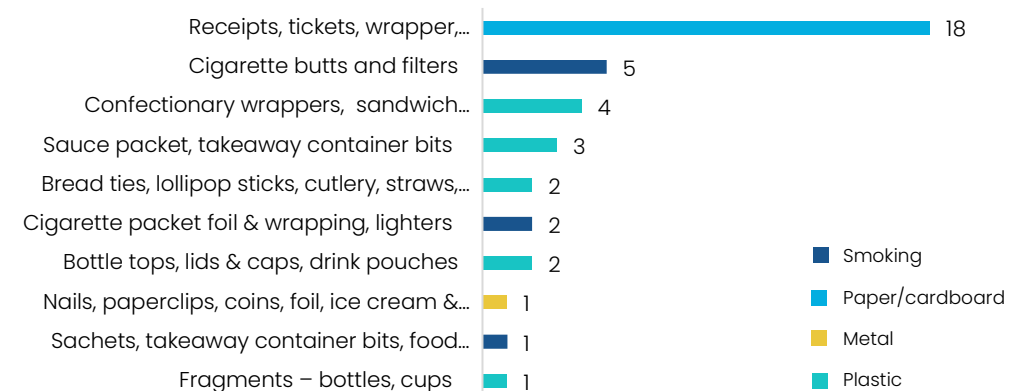 Receipts, tickets, wrapper,... 18
Cigarette butts and filters 5
Confectionary wrappers, sandwich... 4
Sauce packet, takeaway container bits 3
Bread ties, lollipop sticks, cutlery, straws,... 2
Cigarette packet foil & wrapping, lighters 2
Bottle tops, lids & caps, drink pouches 2
Nails, paperclips, coins, foil, ice cream &... 1
Sachets, takeaway container bits, food... 1
Fragments – bottles, cups 1
Smoking
Paper/cardboard
Metal
Plastic